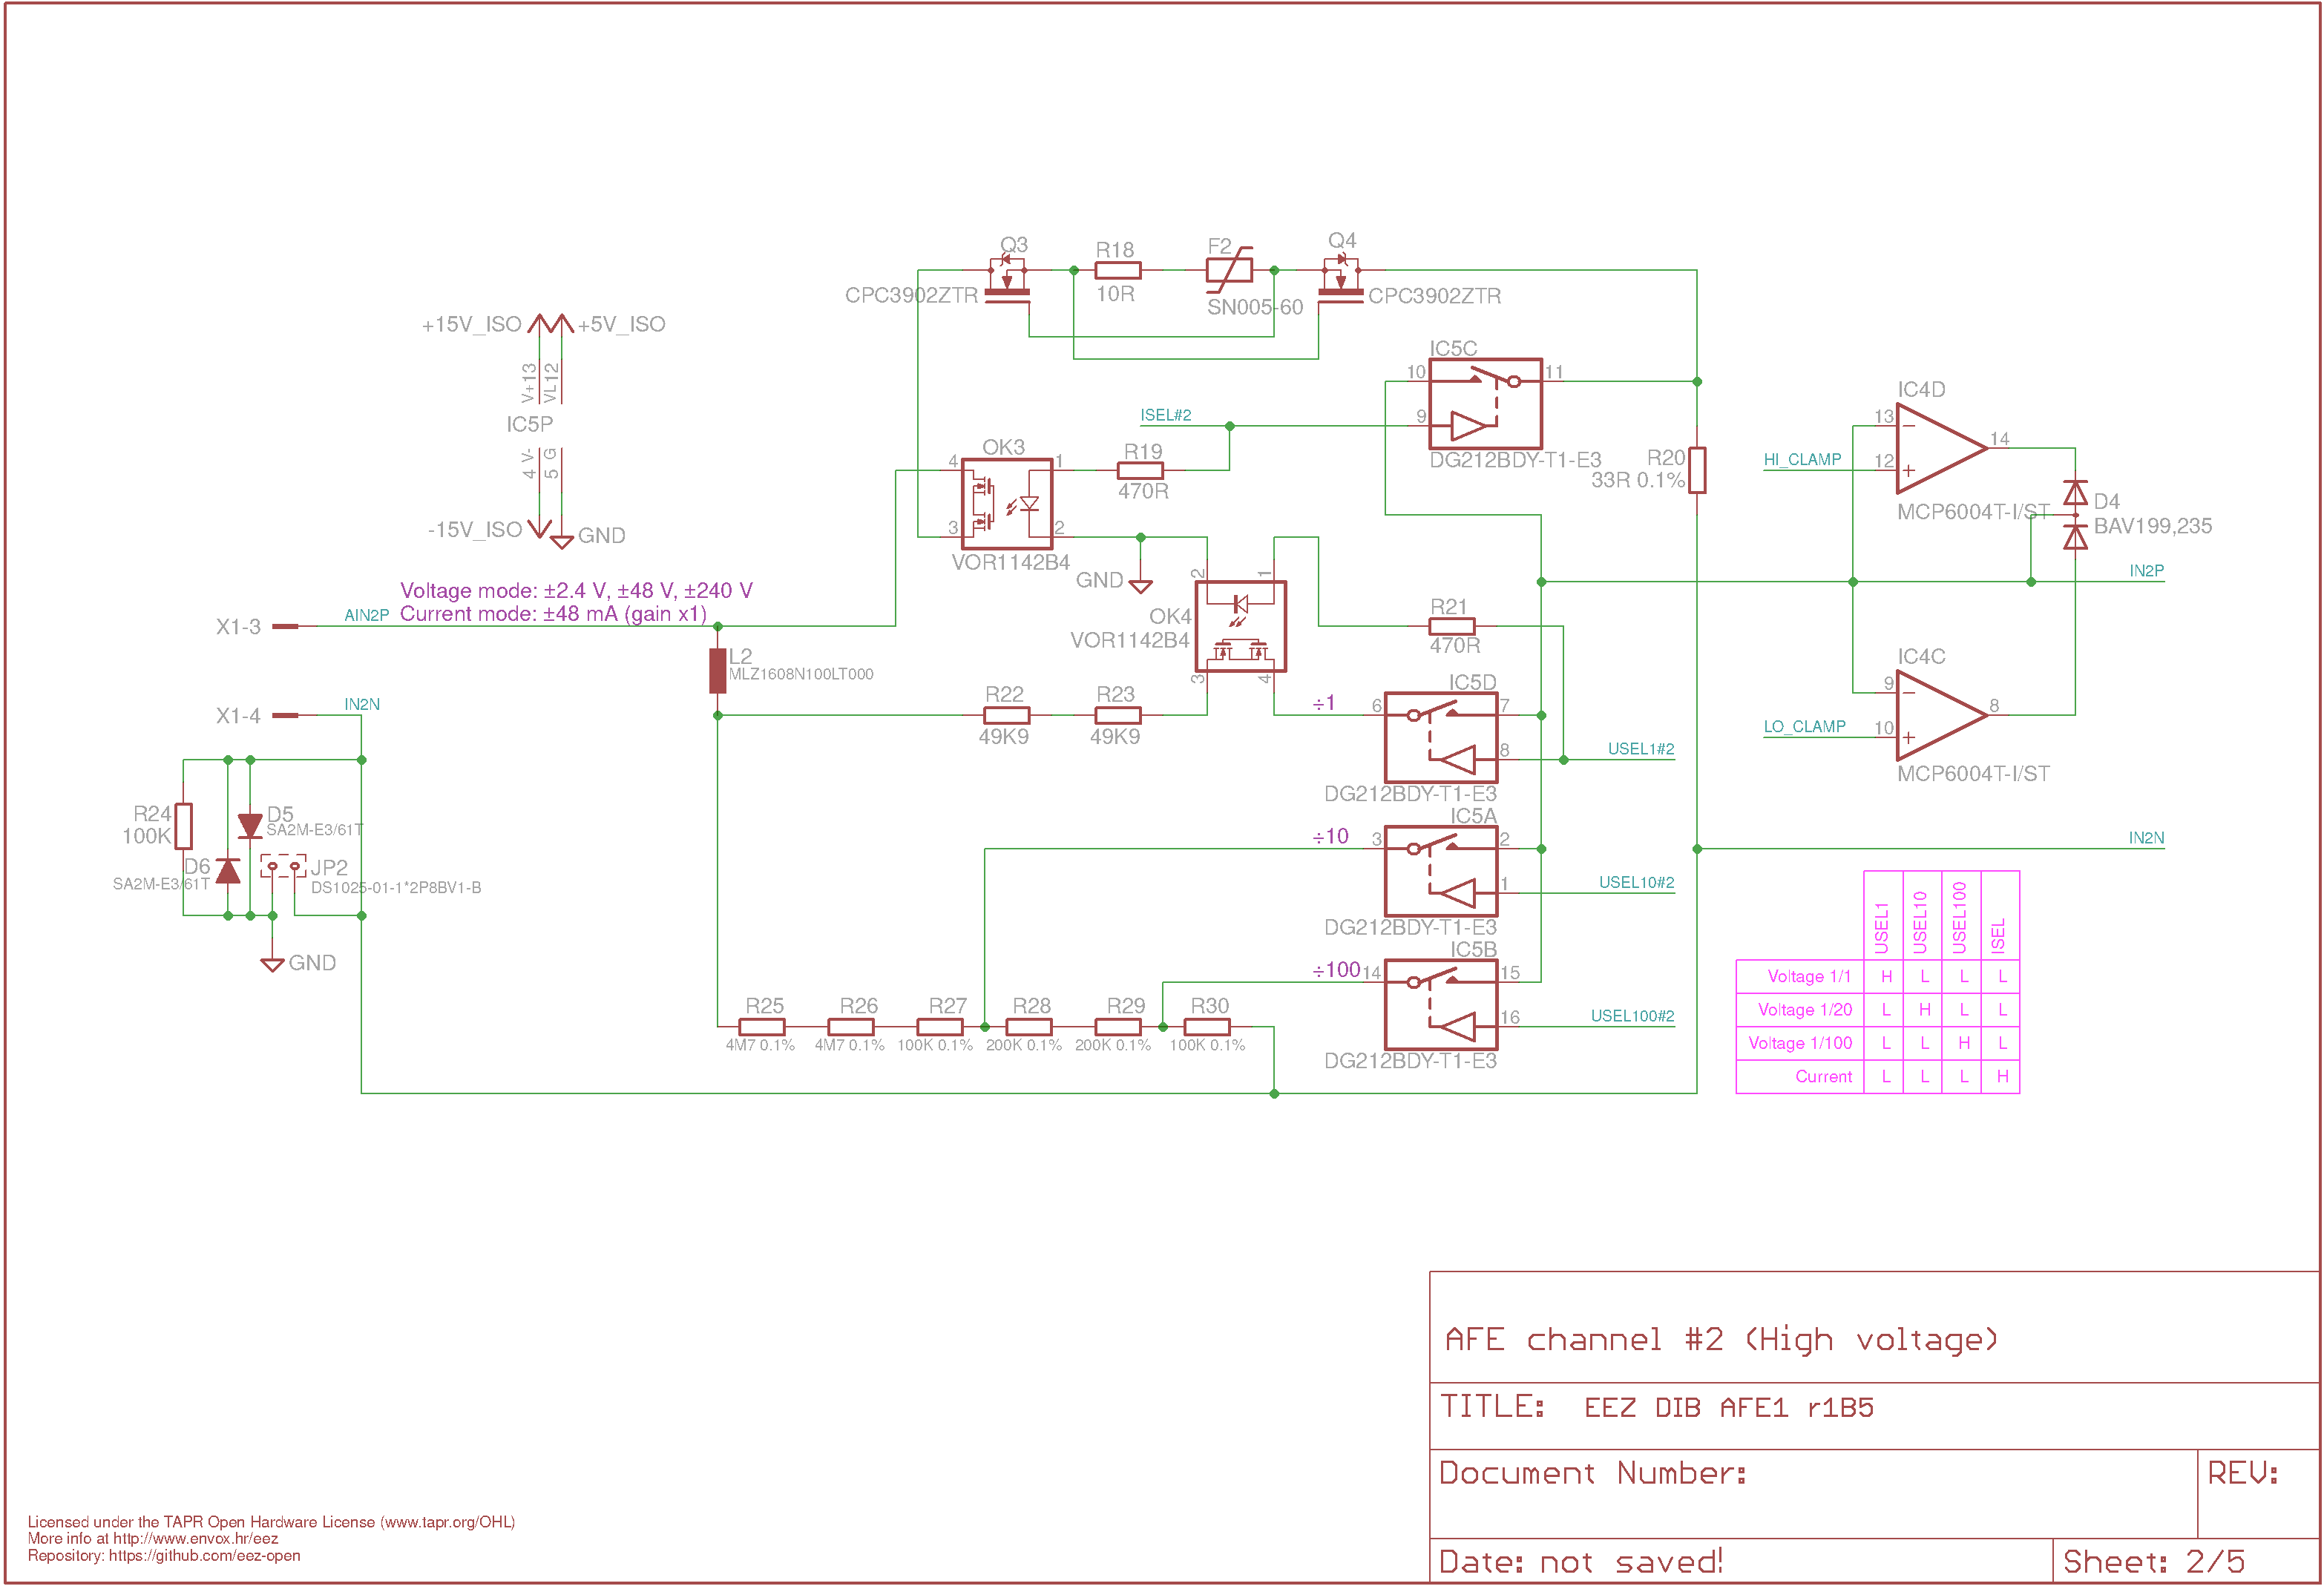 Q3
CPC3902ZTR
R18
10R
F2
SN005-60
Q4
CPC3902ZTR
+15V_ISO
+5V_ISO
V+13
VL12
IC5P
4 V-
5 G
-15V_ISO
GND
IC5C
10
11
9
DG212BDY-T1-E3
ISEL#2
OK3
4
1
3
2
VOR1142B4
R19
470R
GND
R20
33R 0.1%
IC4D
13
12
14
HI_CLAMP
MCP6004T-I/ST
D4
BAV199,235
IN2P
Voltage mode: ±2.4 V, ±48 V, ±240 V
Current mode: ±48 mA (gain x1)
X1-3
AIN2P
2
1
OK4
VOR1142B4
3
4
R21
470R
L2
MLZ1608N100LT000
IC4C
9
10
8
LO_CLAMP
MCP6004T-I/ST
X1-4
IN2N
R22
49K9
R23
49K9
÷1
IC5D
6
7
8
USEL1#2
DG212BDY-T1-E3
R24
100K
D5
SA2M-E3/61T
D6
SA2M-E3/61T
JP2
DS1025-01-1*2P8BV1-B
GND
÷10
IC5A
3
2
1
USEL10#2
DG212BDY-T1-E3
IN2N
÷100
IC5B
14
15
16
USEL100#2
DG212BDY-T1-E3
R25
4M7 0.1%
R26
4M7 0.1%
R27
100K 0.1%
R28
200K 0.1%
R29
200K 0.1%
R30
100K 0.1%
USEL1 USEL10 USEL100 ISEL
Voltage 1/1 H L L L
Voltage 1/20 L H L L
Voltage 1/100 L L H L
Current L L L H
AFE channel #2 (High voltage)
TITLE: EEZ DIB AFE1 r1B5
Document Number:
REV:
Date: not saved!
Sheet: 2/5
Licensed under the TAPR Open Hardware License (www.tapr.org/OHL)
More info at http://www.envox.hr/eez
Repository: https://github.com/eez-open